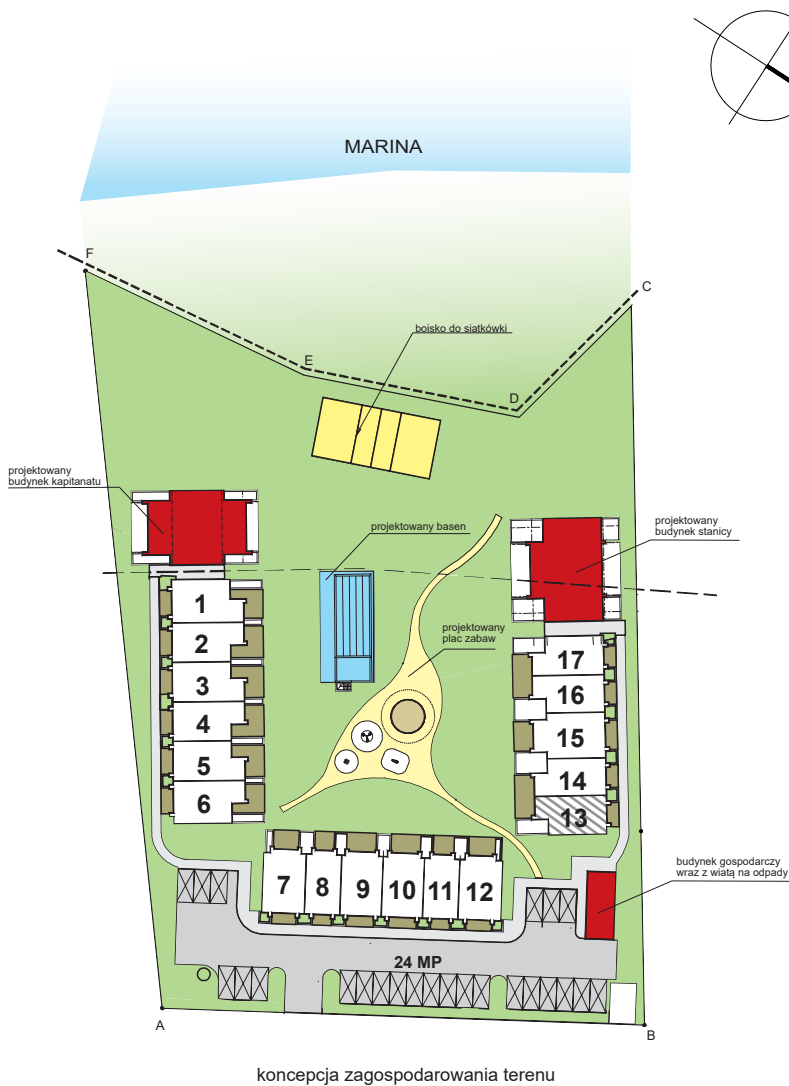 MARINA
F
C
E
boisko do siatkówki
D
projektowany
budynek kapitanatu
projektowany basen
projektowany
budynek stanicy
projektowany
plac zabaw
1
2
3
4
5
6
17
16
15
14
13
7
8
9
10
11
12
budynek gospodarczy
wraz z wiatą na odpady
24 MP
A
B
koncepcja zagospodarowania terenu